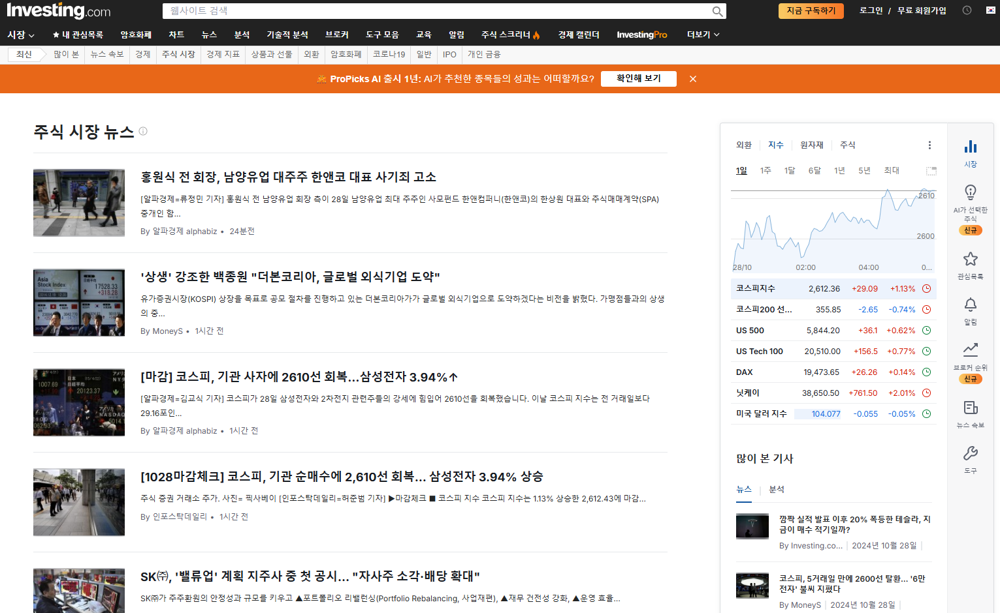 Investing.com
웹사이트 검색
지금 구독하기
로그인 / 무료 회원가입
시장 내 관심목록 암호화폐 차트 뉴스 분석 기술적 분석 브로커 도구 모음 교육 알림 주식 스크리너 경제 캘린더 InvestingPro 더보기
최신 많이 본 뉴스 속보 경제 주식 시장 경제 지표 상품과 선물 외환 암호화폐 코로나19 일반 IPO 개인 금융
ProPicks AI 출시 1년: AI가 추천한 종목들의 성과는 어떠할까요? 확인해 보기
주식 시장 뉴스
홍원식 전 회장, 남양유업 대주주 한앤코 대표 사기죄 고소
[알파경제=류정민 기자] 홍원식 전 남양유업 회장 측이 28일 남양유업 최대 주주인 사모펀드 한앤컴퍼니(한앤코)의 한상원 대표와 주식매매계약(SPA)
중개인 함...
By 알파경제 alphabiz • 24분전
'상생' 강조한 백종원 "더본코리아, 글로벌 외식기업 도약"
유가증권시장(KOSPI) 상장을 목표로 공모 절차를 진행하고 있는 더본코리아가가 글로벌 외식기업으로 도약하겠다는 비전을 밝혔다. 가맹점들과의 상생
의 중...
By MoneyS • 1시간 전
[마감] 코스피, 기관 사자에 2610선 회복…삼성전자 3.94%↑
[알파경제=김교식 기자] 코스피가 28일 삼성전자와 2차전지 관련주들의 강세에 힘입어 2610선을 회복했습니다. 이날 코스피 지수는 전 거래일보다
29.16포인...
By 알파경제 alphabiz • 1시간 전
[1028마감체크] 코스피, 기관 순매수에 2,610선 회복... 삼성전자 3.94% 상승
주식 증권 거래소 주가. 사진= 픽사베이 [인포스탁데일리=허준범 기자] ▶마감체크 ■ 코스피 지수 코스피 지수는 1.13% 상승한 2,612.43에 마감...
By 인포스탁데일리 • 1시간 전
SK㈜, '밸류업' 계획 지주사 중 첫 공시… "자사주 소각·배당 확대"
SK㈜가 주주환원의 안정성과 규모를 키우고 ▲포트폴리오 리밸런싱(Portfolio Rebalancing, 사업재편), ▲재무 건전성 강화, ▲운영 효율...
외환 지수 원자재 주식
1일 1주 1달 6달 1년 5년 최대
2610
2600
28/10 02:00 04:00 0...
코스피지수 2,612.36 +29.09 +1.13%
코스피200 선... 355.85 -2.65 -0.74%
US 500 5,844.20 +36.1 +0.62%
US Tech 100 20,510.00 +156.5 +0.77%
DAX 19,473.65 +26.26 +0.14%
닛케이 38,650.50 +761.50 +2.01%
미국 달러 지수 104.077 -0.055 -0.05%
많이 본 기사
뉴스 분석
깜짝 실적 발표 이후 20% 폭등한 테슬라, 지
금이 매수 적기일까?
By Investing.co... 2024년 10월 28일
코스피, 5거래일 만에 2600선 탈환… '6만
전자' 불씨 지폈다
By MoneyS 2024년 10월 28일
시장
AI가 선택한
주식
신규
관심목록
알림
브로커 순위
신규
뉴스 속보
도구